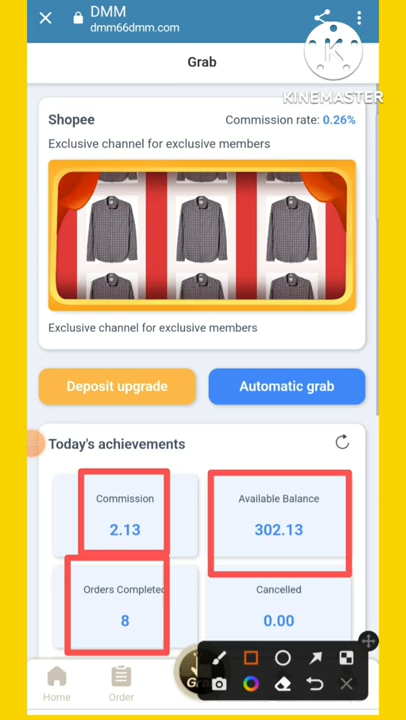 DMM
dmm66dmm.com
Grab
KINEMASTER
Shopee
Commission rate: 0.26%
Exclusive channel for exclusive members
Exclusive channel for exclusive members
Deposit upgrade
Automatic grab
Today's achievements
Commission
Available Balance
2.13
302.13
Orders Completed
Cancelled
8
0.00
Home
Order